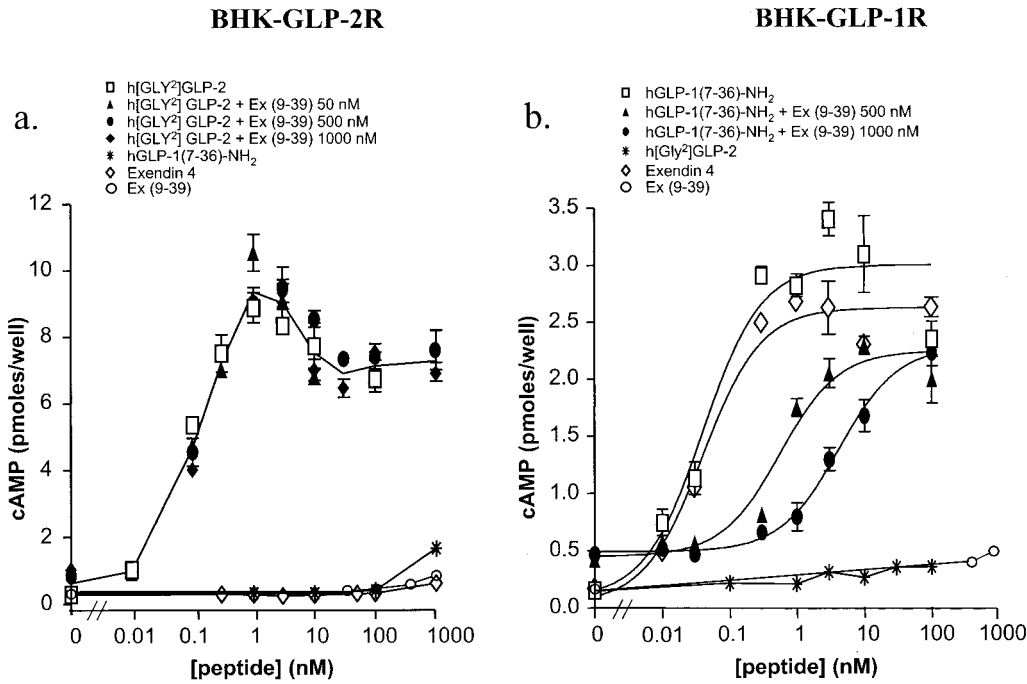 BHK-GLP-2R
BHK-GLP-1R
a.
h[GLY²]GLP-2
h[GLY²] GLP-2 + Ex (9-39) 50 nM
h[GLY²] GLP-2 + Ex (9-39) 500 nM
h[GLY²] GLP-2 + Ex (9-39) 1000 nM
hGLP-1(7-36)-NH₂
Exendin 4
Ex (9-39)
cAMP (pmoles/well)
12
10
8
6
4
2
0
0 0.01 0.1 1 10 100 1000
[peptide] (nM)
b.
hGLP-1(7-36)-NH₂
hGLP-1(7-36)-NH₂ + Ex (9-39) 500 nM
hGLP-1(7-36)-NH₂ + Ex (9-39) 1000 nM
h[Gly²]GLP-2
Exendin 4
Ex (9-39)
cAMP (pmoles/well)
3.5
3.0
2.5
2.0
1.5
1.0
0.5
0.0
0 0.01 0.1 1 10 100 1000
[peptide] (nM)